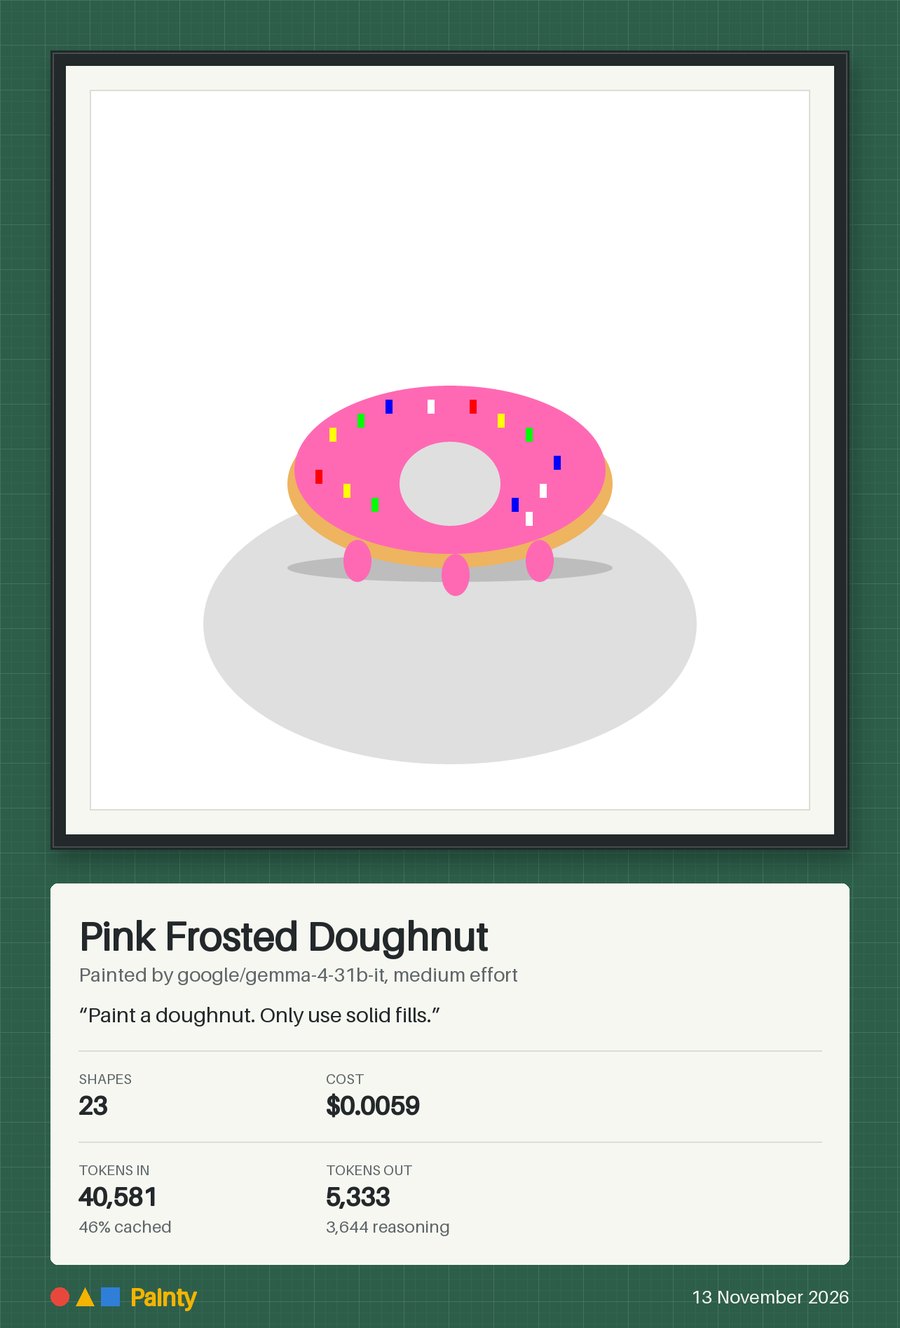 Pink Frosted Doughnut
Painted by google/gemma-4-31b-it, medium effort
“Paint a doughnut. Only use solid fills.”
SHAPES
23
COST
$0.0059
TOKENS IN
40,581
46% cached
TOKENS OUT
5,333
3,644 reasoning
Painty
13 November 2026